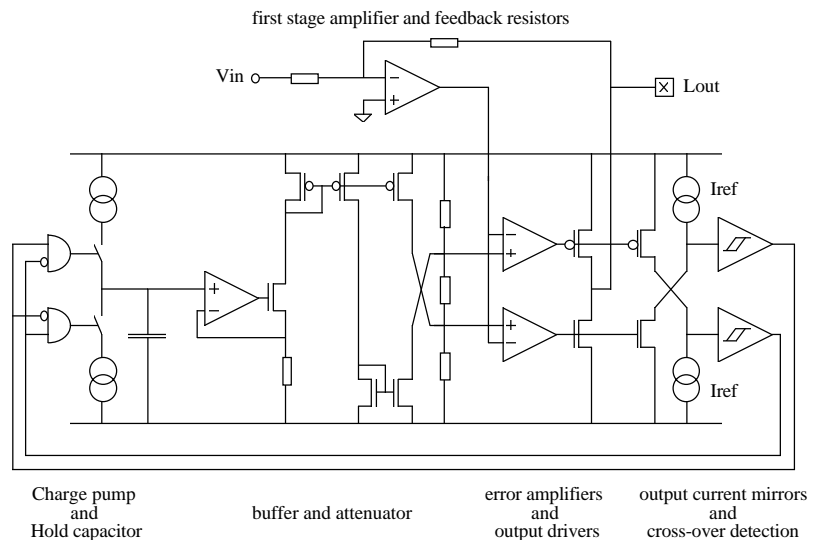 first stage amplifier and feedback resistors
Vin
Lout
Iref
Iref
Charge pump
and
Hold capacitor
buffer and attenuator
error amplifiers
and
output drivers
output current mirrors
and
cross-over detection